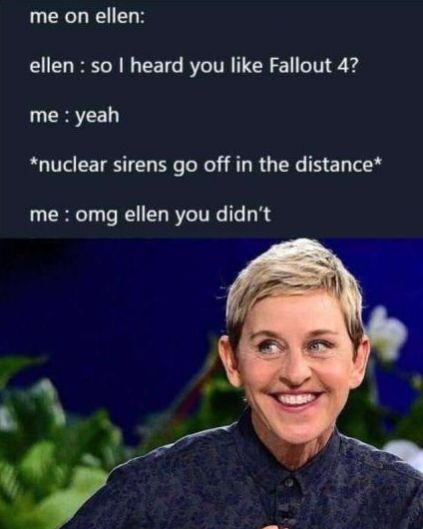 me on ellen:
ellen : so I heard you like Fallout 4?
me : yeah
*nuclear sirens go off in the distance*
me : omg ellen you didn't